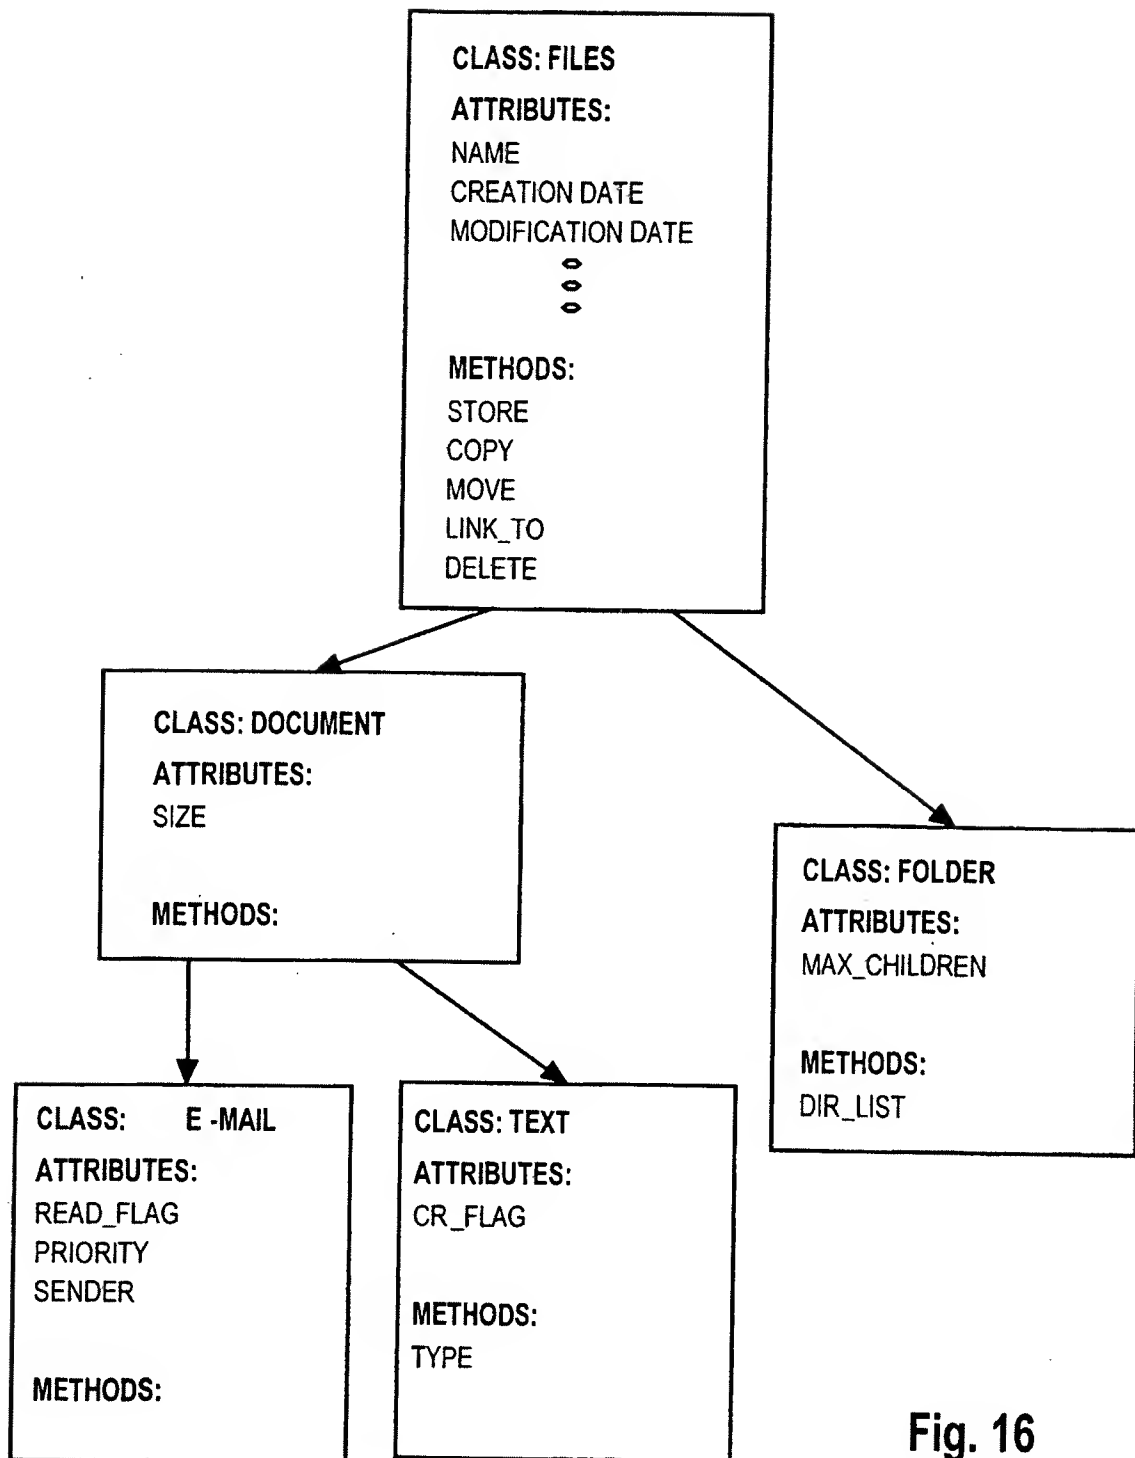 CLASS: FILES
ATTRIBUTES:
NAME
CREATION DATE
MODIFICATION DATE
METHODS:
STORE
COPY
MOVE
LINK_TO
DELETE
CLASS: DOCUMENT
ATTRIBUTES:
SIZE
METHODS:
CLASS: FOLDER
ATTRIBUTES:
MAX_CHILDREN
METHODS:
DIR_LIST
CLASS: E -MAIL
ATTRIBUTES:
READ_FLAG
PRIORITY
SENDER
METHODS:
CLASS: TEXT
ATTRIBUTES:
CR_FLAG
METHODS:
TYPE
Fig. 16